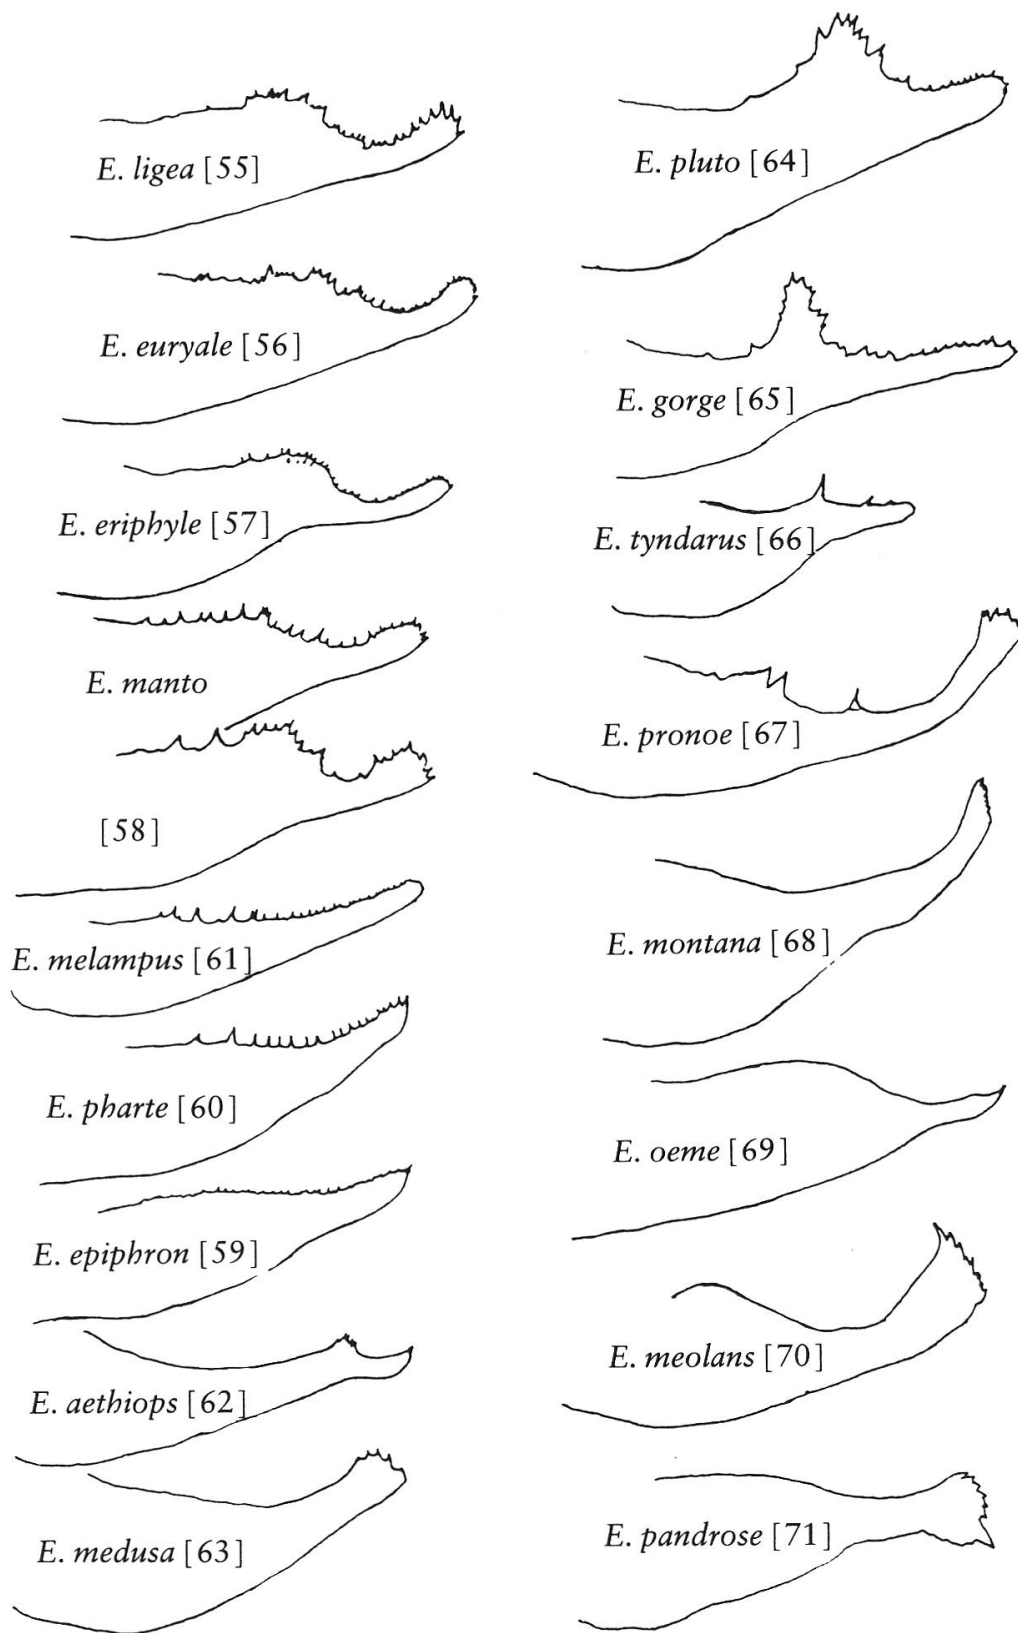 E. ligea [55]
E. euryale [56]
E. eriphyle [57]
E. manto
[58]
E. melampus [61]
E. pharte [60]
E. epiphron [59]
E. aethiops [62]
E. medusa [63]
E. pluto [64]
E. gorge [65]
E. tyndarus [66]
E. pronoe [67]
E. montana [68]
E. oeme [69]
E. meolans [70]
E. pandrose [71]